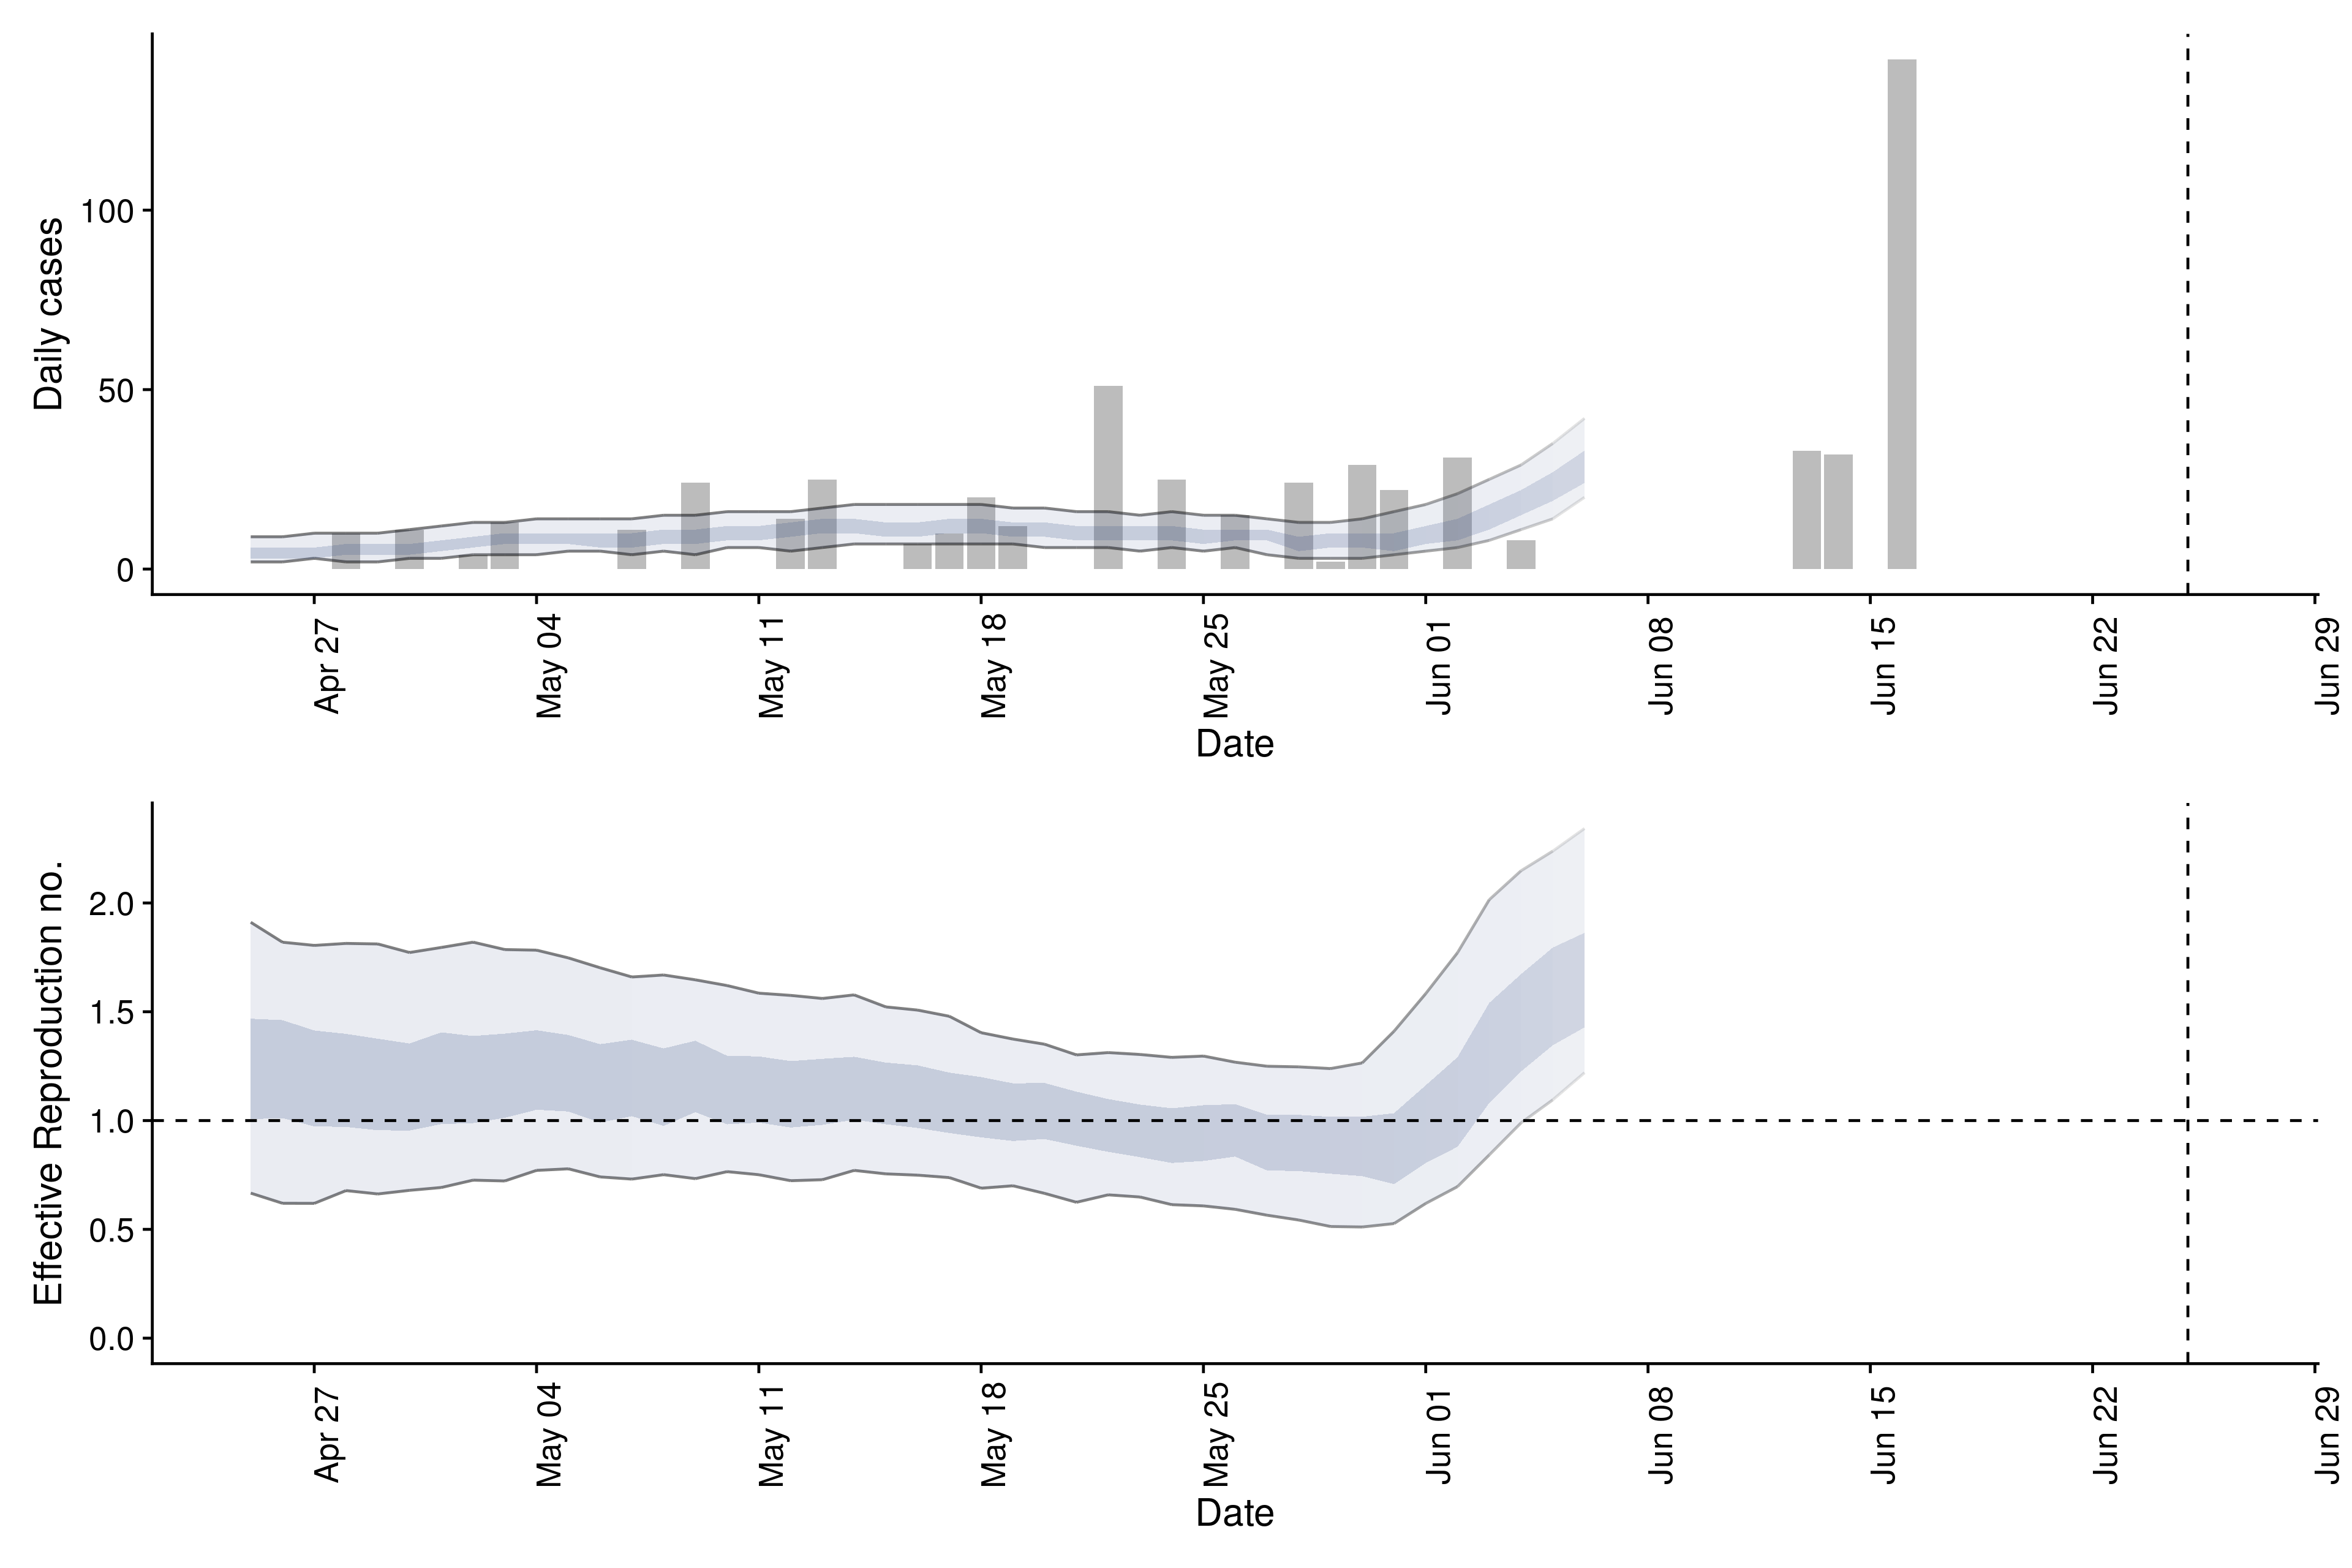 Daily cases
100
50
0
Apr 27
May 04
May 11
May 18
May 25
Jun 01
Jun 08
Jun 15
Jun 22
Jun 29
Date
Effective Reproduction no.
2.0
1.5
1.0
0.5
0.0
Apr 27
May 04
May 11
May 18
May 25
Jun 01
Jun 08
Jun 15
Jun 22
Jun 29
Date